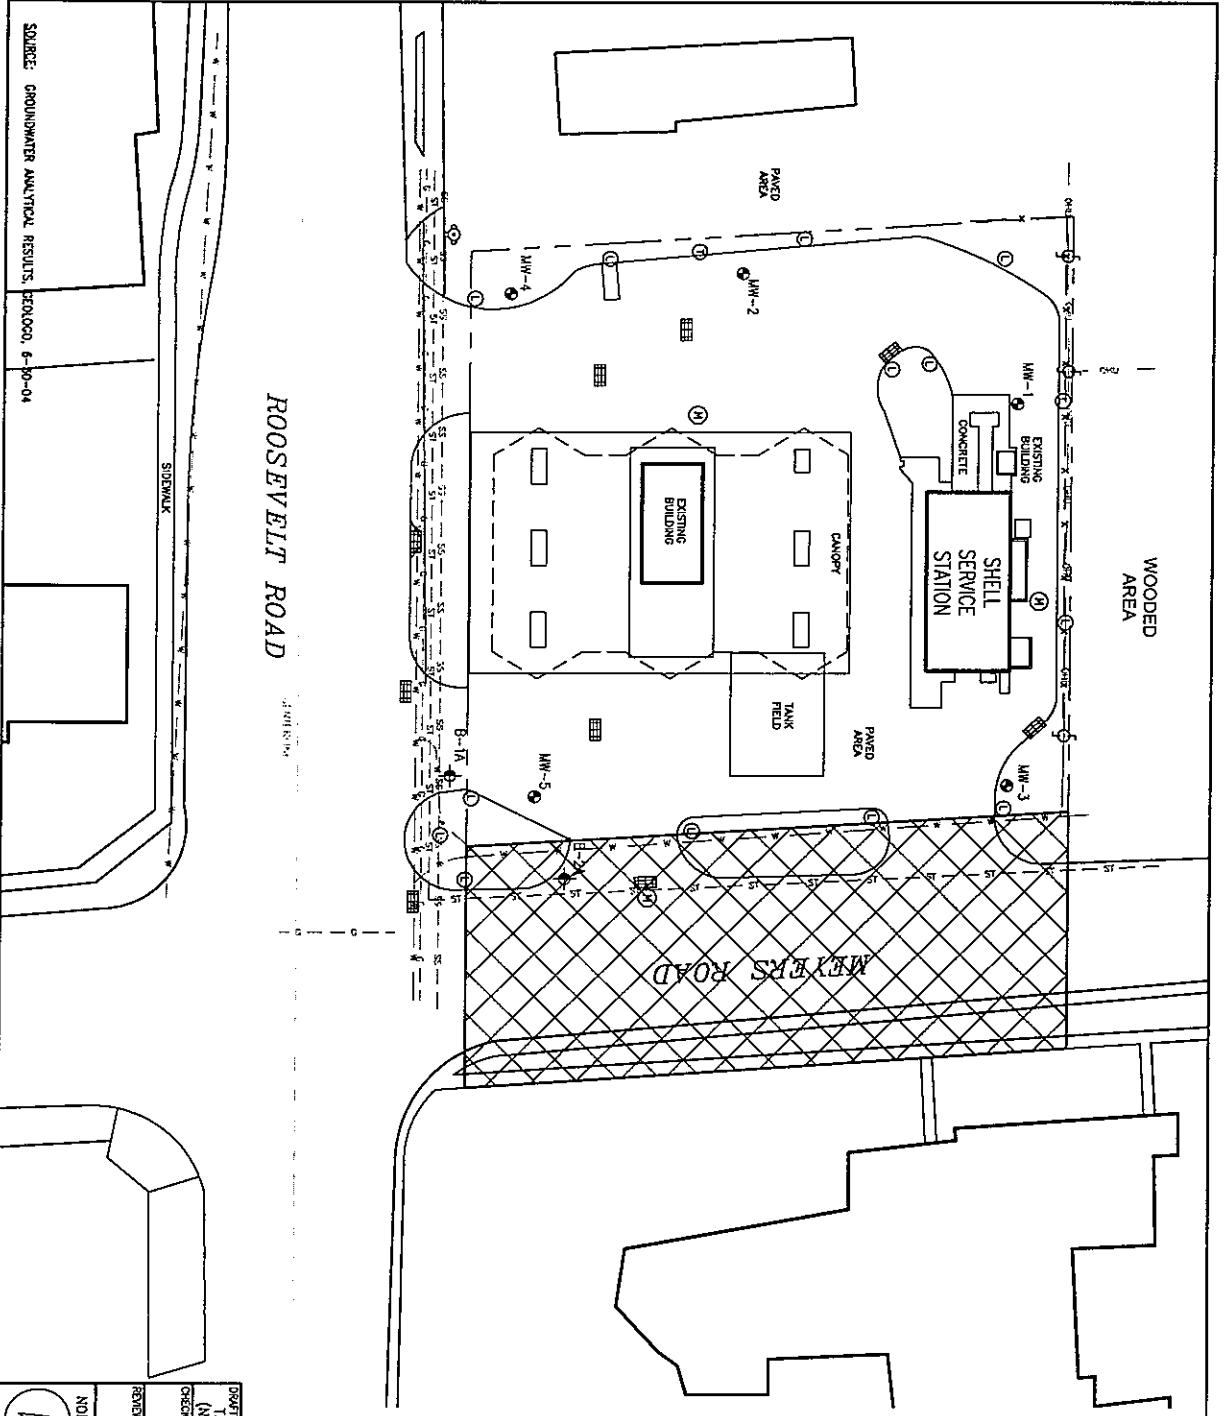 WOODED
AREA
PAVED
AREA
MW-4
MW-2
MW-1
EXISTING
BUILDING
CONCRETE
SHELL
SERVICE
STATION
CANOPY
EXISTING
BUILDING
TANK
FIELD
PAVED
AREA
MW-3
MW-5
B-1A
B-2A
MEYERS ROAD
ROOSEVELT ROAD
SIDEWALK
SOURCE: GROUNDWATER ANALYTICAL RESULTS, GEOLOGO, 6-30-04